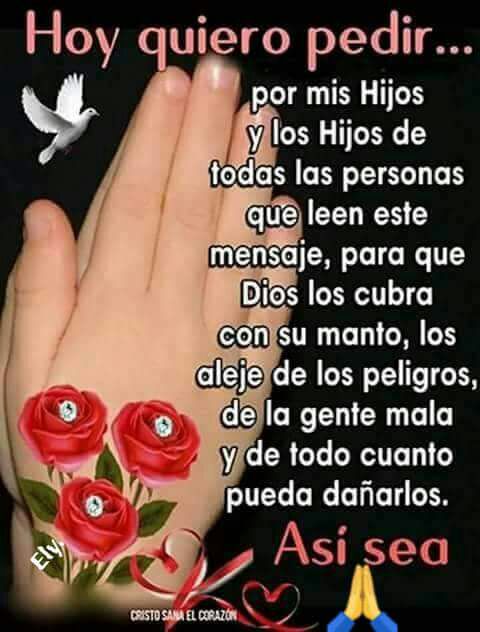 Hoy quiero pedir...
por mis Hijos
y los Hijos de
todas las personas
que leen este
mensaje, para que
Dios los cubra
con su manto, los
aleje de los peligros,
de la gente mala
y de todo cuanto
pueda dañarlos.
Así sea
Ely.
CRISTO SANA EL CORAZÓN